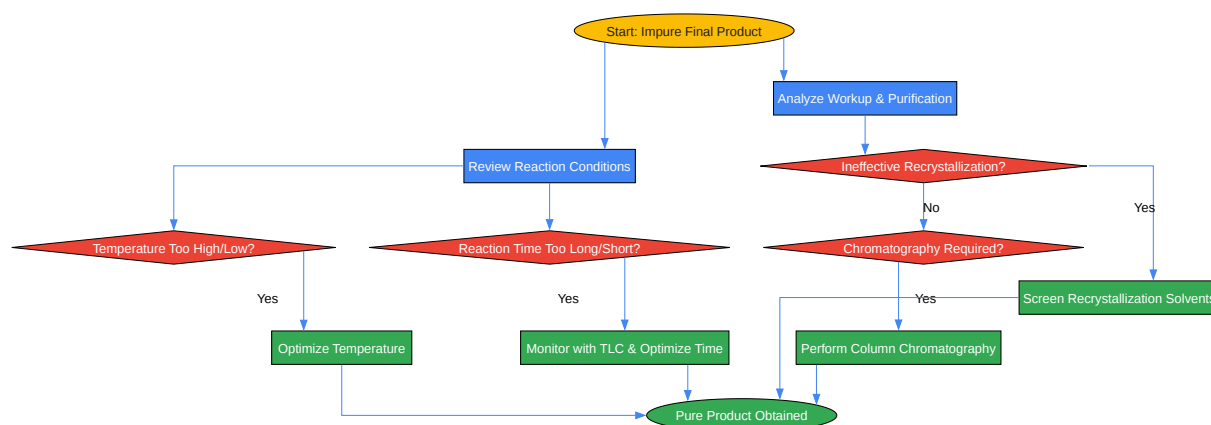 Start: Impure Final Product
Analyze Workup & Purification
Review Reaction Conditions
Ineffective Recrystallization?
No
Yes
Temperature Too High/Low?
Reaction Time Too Long/Short?
Chromatography Required?
Yes
Yes
Yes
Screen Recrystallization Solvents
Optimize Temperature
Monitor with TLC & Optimize Time
Perform Column Chromatography
Pure Product Obtained